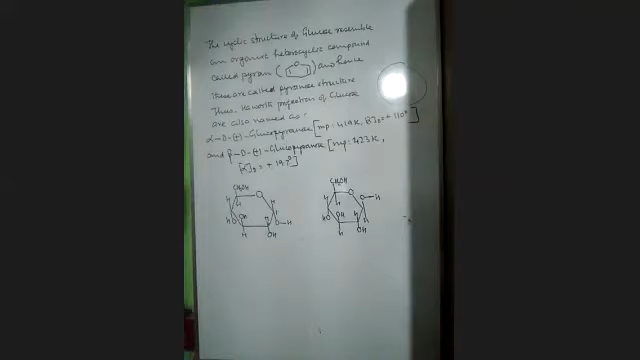 The cyclic structure of Glucose resemble
an organic heterocyclic compound
called pyran ( O ) and hence
these are called pyranose structure
Thus, Haworth projection of Glucose
are also named as:
α-D-(+)-Glucopyranose [mp: 419K, [α]D = +110°]
and β-D-(+)-Glucopyranose [mp: 423K,
[α]D = +19.7°]
CH2OH CH2OH
H O H O O-H
H H H H
H OH H O-H H OH H H
O O
H OH H OH